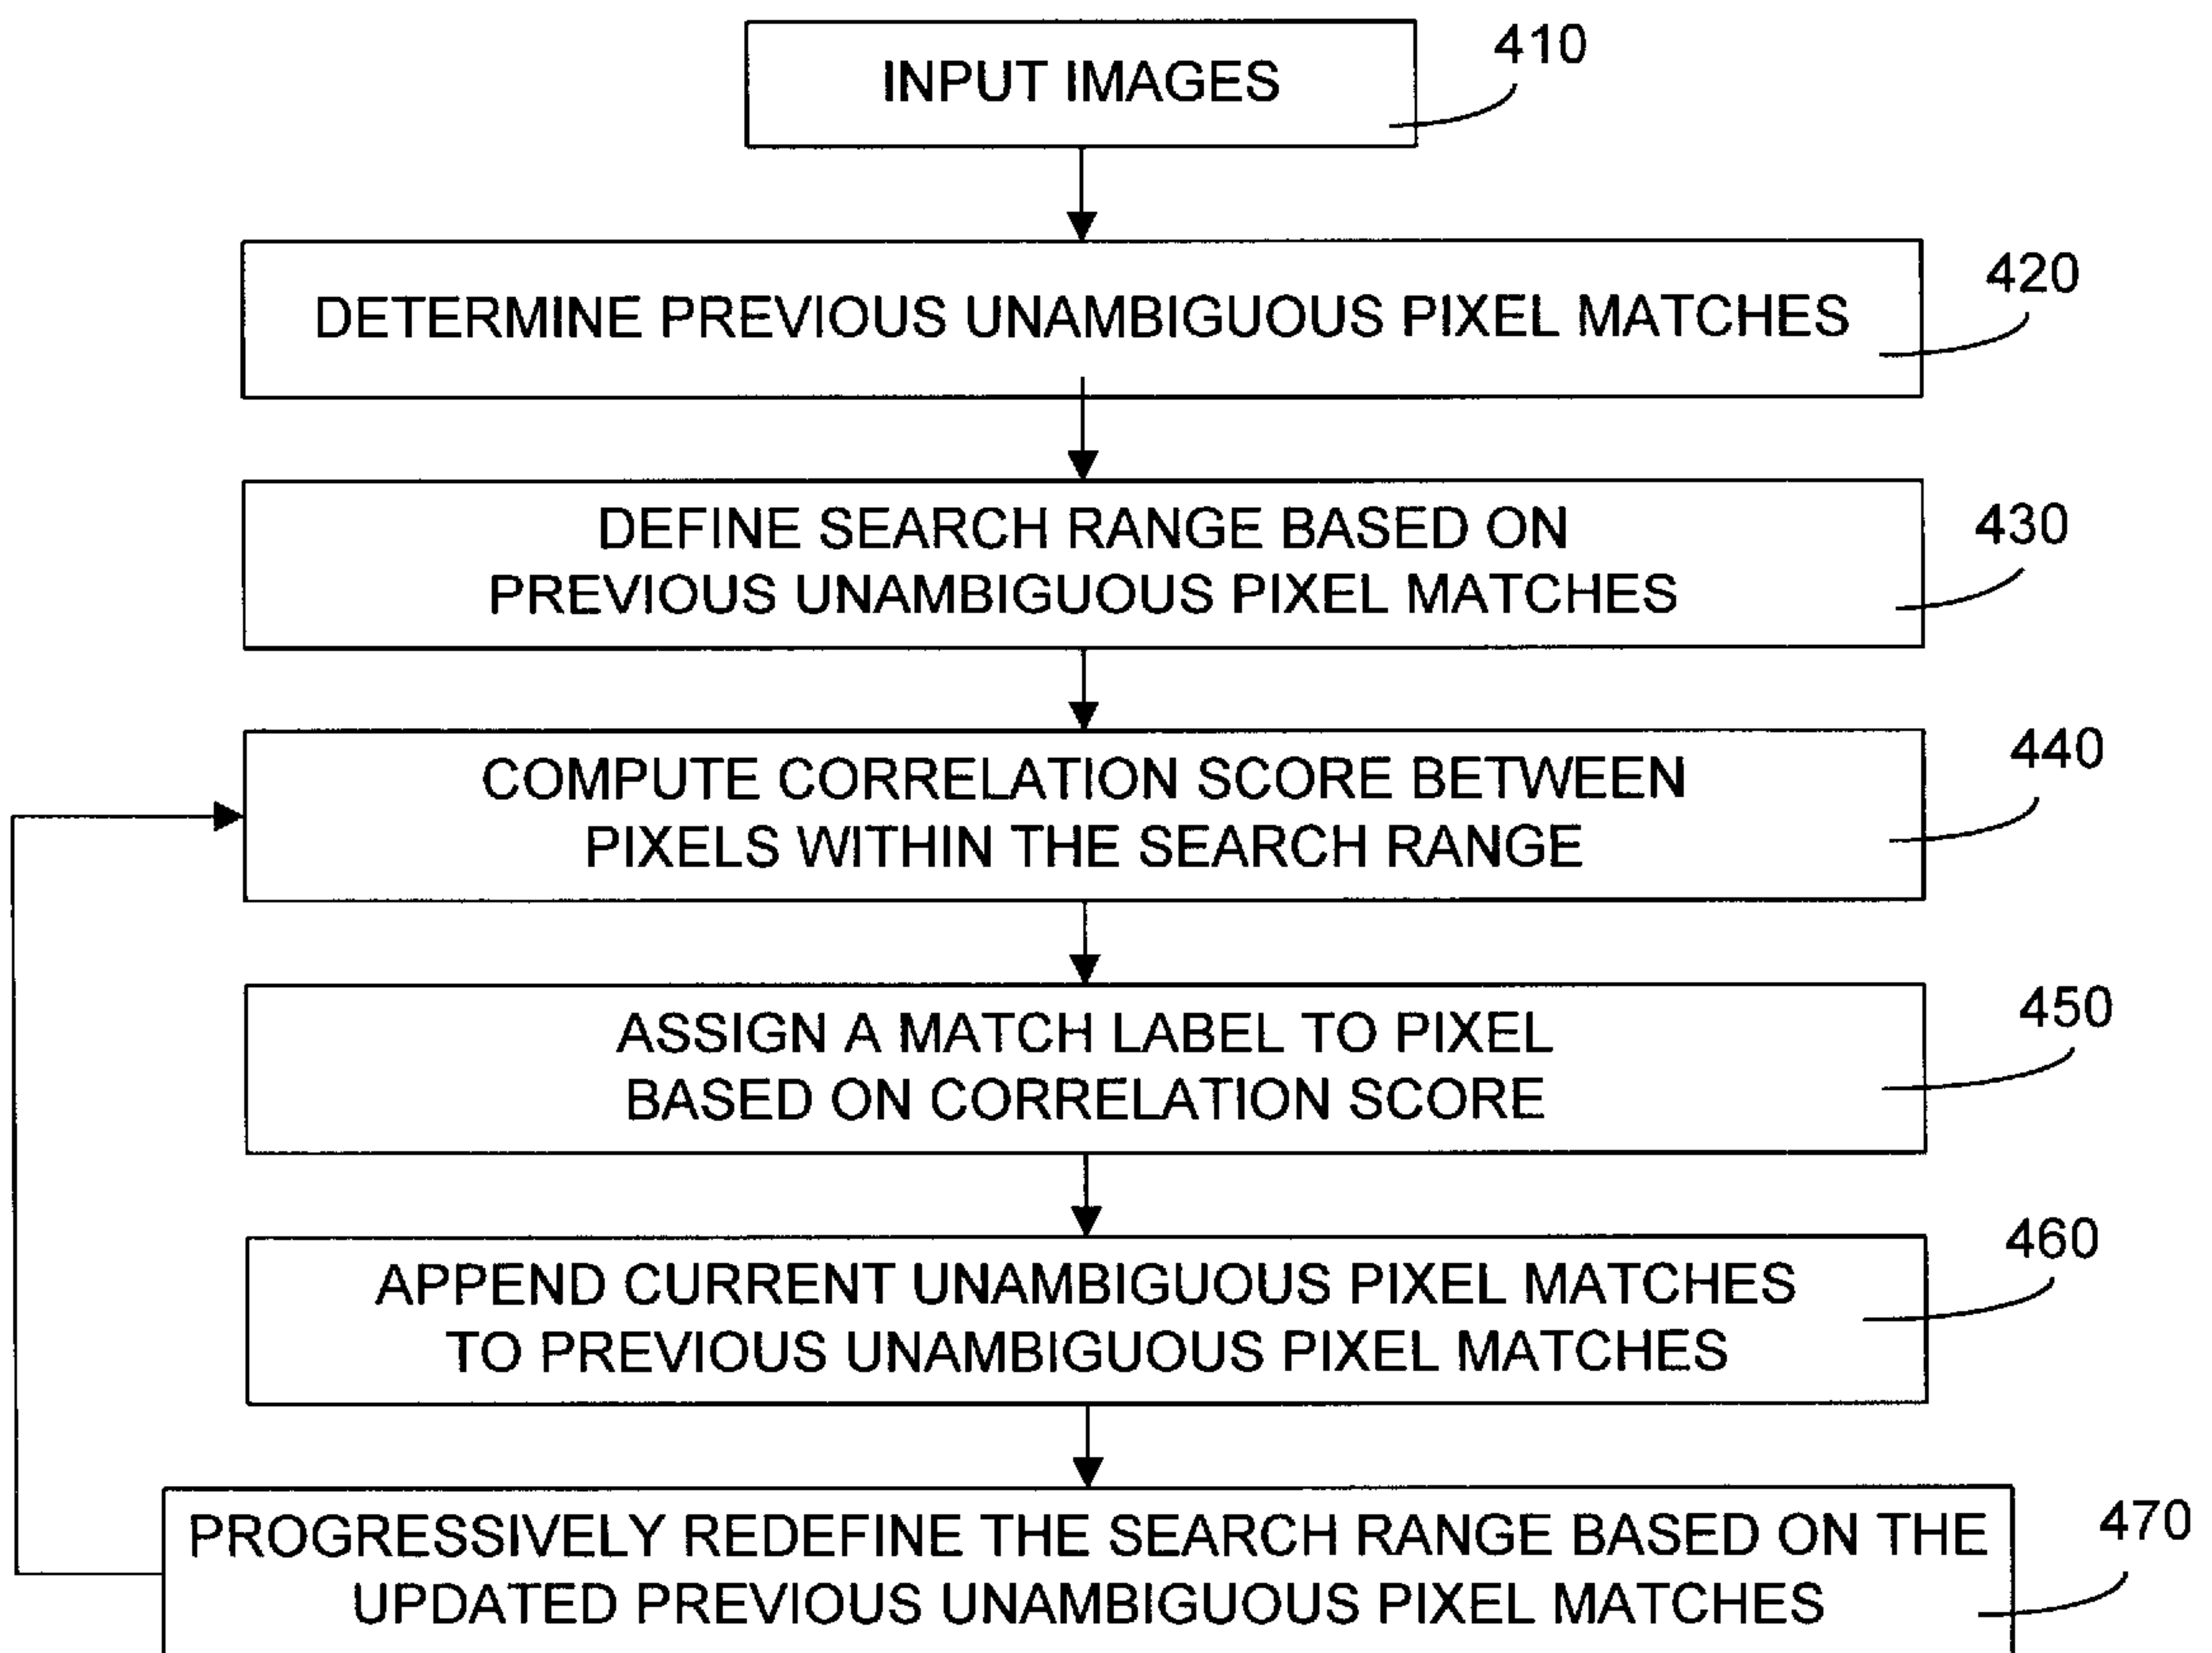 410
INPUT IMAGES
420
DETERMINE PREVIOUS UNAMBIGUOUS PIXEL MATCHES
430
DEFINE SEARCH RANGE BASED ON
PREVIOUS UNAMBIGUOUS PIXEL MATCHES
440
COMPUTE CORRELATION SCORE BETWEEN
PIXELS WITHIN THE SEARCH RANGE
450
ASSIGN A MATCH LABEL TO PIXEL
BASED ON CORRELATION SCORE
460
APPEND CURRENT UNAMBIGUOUS PIXEL MATCHES
TO PREVIOUS UNAMBIGUOUS PIXEL MATCHES
470
PROGRESSIVELY REDEFINE THE SEARCH RANGE BASED ON THE
UPDATED PREVIOUS UNAMBIGUOUS PIXEL MATCHES